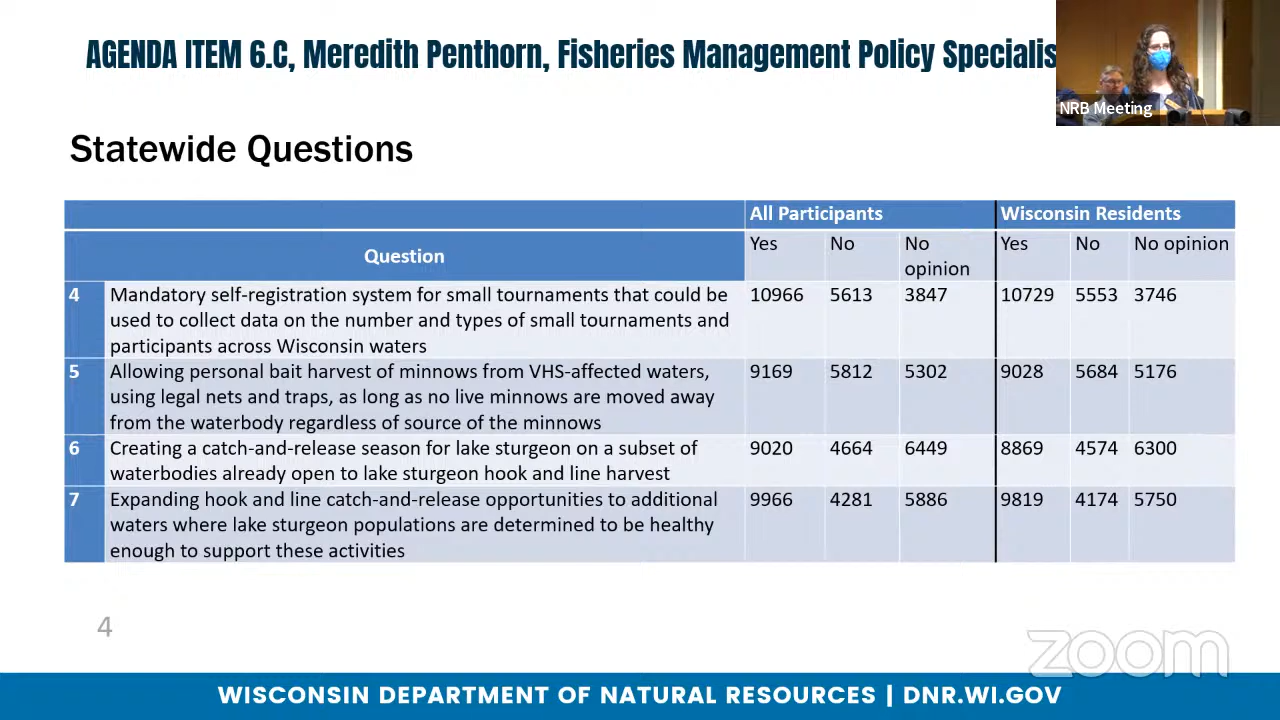 AGENDA ITEM 6.C, Meredith Penthorn, Fisheries Management Policy Specialis
NRB Meeting
Statewide Questions
All Participants Wisconsin Residents
Question Yes No No opinion Yes No No opinion
4 Mandatory self-registration system for small tournaments that could be 10966 5613 3847 10729 5553 3746
used to collect data on the number and types of small tournaments and
participants across Wisconsin waters
5 Allowing personal bait harvest of minnows from VHS-affected waters, 9169 5812 5302 9028 5684 5176
using legal nets and traps, as long as no live minnows are moved away
from the waterbody regardless of source of the minnows
6 Creating a catch-and-release season for lake sturgeon on a subset of 9020 4664 6449 8869 4574 6300
waterbodies already open to lake sturgeon hook and line harvest
7 Expanding hook and line catch-and-release opportunities to additional 9966 4281 5886 9819 4174 5750
waters where lake sturgeon populations are determined to be healthy
enough to support these activities
4
zoom
WISCONSIN DEPARTMENT OF NATURAL RESOURCES | DNR.WI.GOV